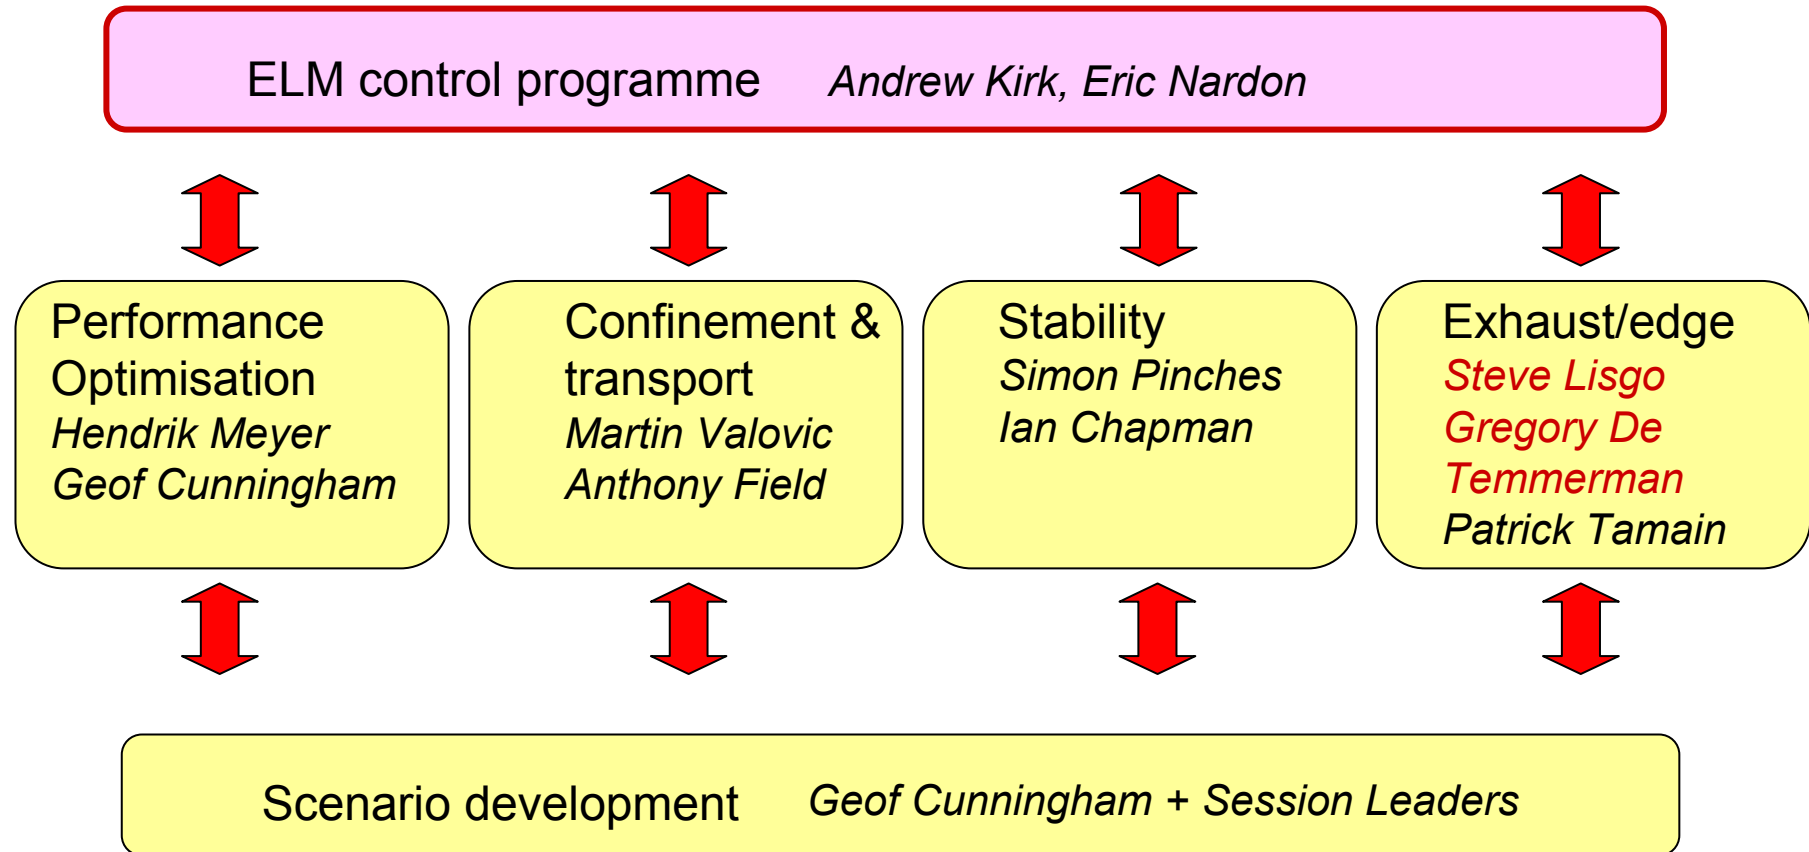 ELM control programme Andrew Kirk, Eric Nardon
Performance
Optimisation
Hendrik Meyer
Geof Cunningham
Confinement &
transport
Martin Valovic
Anthony Field
Stability
Simon Pinches
Ian Chapman
Exhaust/edge
Steve Lisgo
Gregory De
Temmerman
Patrick Tamain
Scenario development Geof Cunningham + Session Leaders